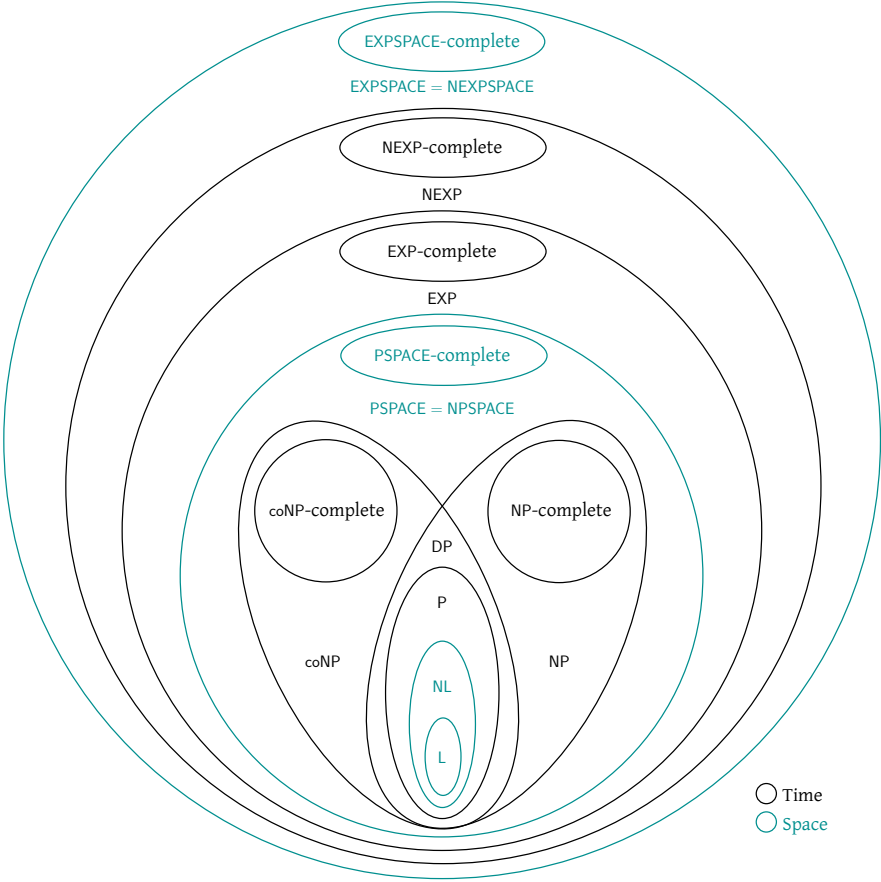 EXPSPACE-complete
EXPSPACE = NEXPSPACE
NEXP-complete
NEXP
EXP-complete
EXP
PSPACE-complete
PSPACE = NPSPACE
coNP-complete
NP-complete
DP
P
coNP
NP
NL
L
Time
Space